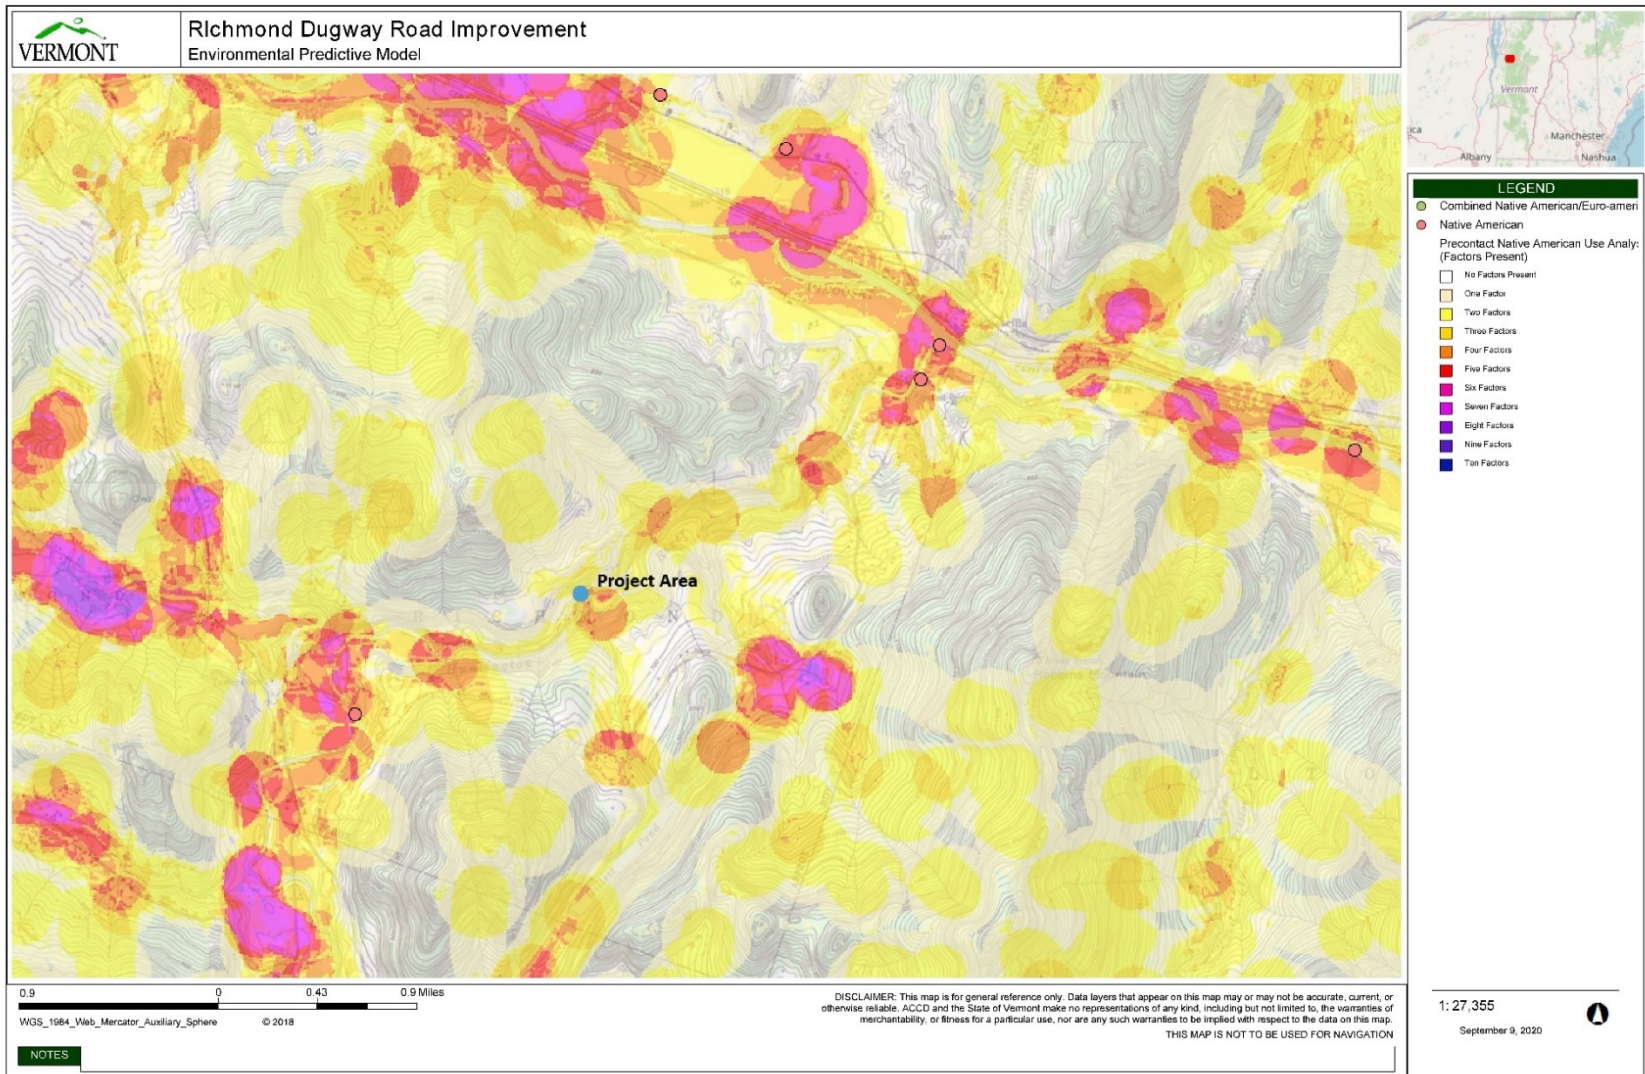 VERMONT
RIchmond Dugway Road Improvement
Environmental Predictive Model
Vermont
Manchester
Albany
Nashua
LEGEND
Combined Native American/Euro-ameri
Native American
Precontact Native American Use Analy
(Factors Present)
No Factors Present
One Factor
Two Factors
Three Factors
Four Factors
Five Factors
Six Factors
Seven Factors
Eight Factors
Nine Factors
Ten Factors
Project Area
0.9 0 0.43 0.9 Miles
WGS_1984_Web_Mercator_Auxiliary_Sphere © 2018
DISCLAIMER: This map is for general reference only. Data layers that appear on this map may or may not be accurate, current, or
otherwise reliable. ACCD and the State of Vermont make no representations of any kind, including but not limited to, the warranties of
merchantability, or fitness for a particular use, nor are any such warranties to be implied with respect to the data on this map.
THIS MAP IS NOT TO BE USED FOR NAVIGATION
1: 27,355
September 9, 2020
NOTES